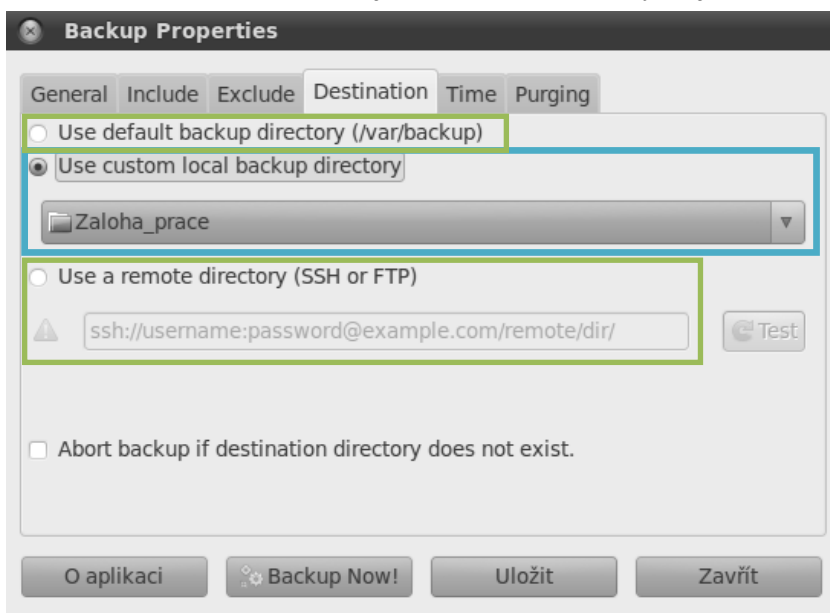 Backup Properties
General Include Exclude Destination Time Purging
Use default backup directory (/var/backup)
Use custom local backup directory
Zaloha_prace
Use a remote directory (SSH or FTP)
ssh://username:password@example.com/remote/dir/ Test
Abort backup if destination directory does not exist.
O aplikaci Backup Now! Uložit Zavřít